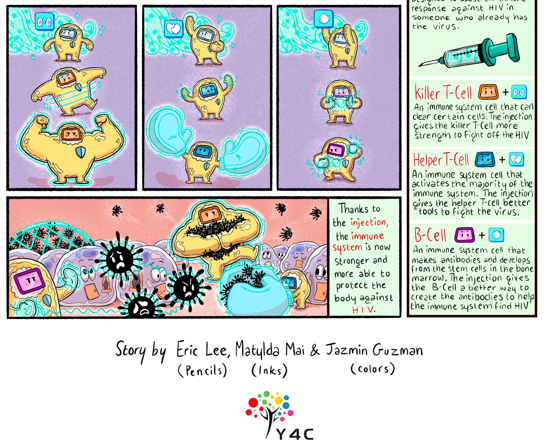 response against HIV in
someone who already has
the virus.
Killer T-Cell +
An immune system cell that can
clear certain cells. The injection
gives the killer T-Cell more
strength to fight off the HIV
Helper T-Cell +
An immune system cell that
activates the majority of the
immune system. The injection
gives the helper T-cell better
tools to fight the virus.
B-Cell +
An immune system cell that
makes antibodies and develops
from the stem cells in the bone
marrow. The injection gives
the B-Cell a better way to
create the antibodies to help
the immune system find HIV
Thanks to
the injection,
the immune
system is now
stronger and
more able to
protect the
body against
HIV.
Story by Eric Lee, Matylda Mai & Jazmin Guzman
(Pencils) (Inks) (colors)
Y4C